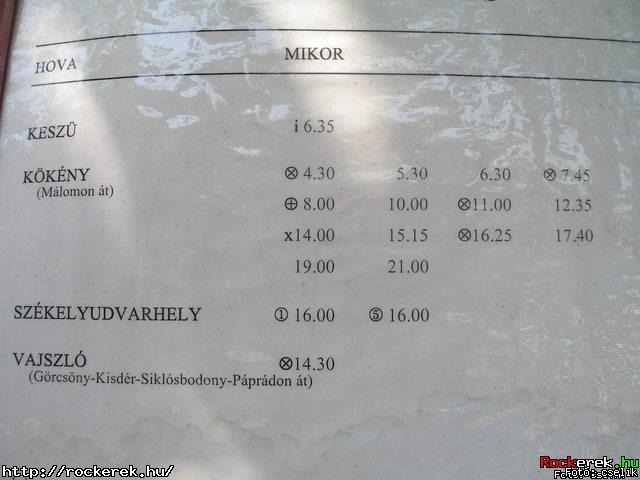 HOVA MIKOR
KESZÜ i 6.35
KÖKÉNY ⊗ 4.30 5.30 6.30 ⊗ 7.45
(Málomon át)
⊕ 8.00 10.00 ⊗11.00 12.35
x14.00 15.15 ⊗16.25 17.40
19.00 21.00
SZÉKELYUDVARHELY ① 16.00 ⑤ 16.00
VAJSZLÓ ⊗14.30
(Görcsöny-Kisdér-Siklósbodony-Páprádon át)
http://rockerek.hu/
Rockerek.hu
Fotó: cselik